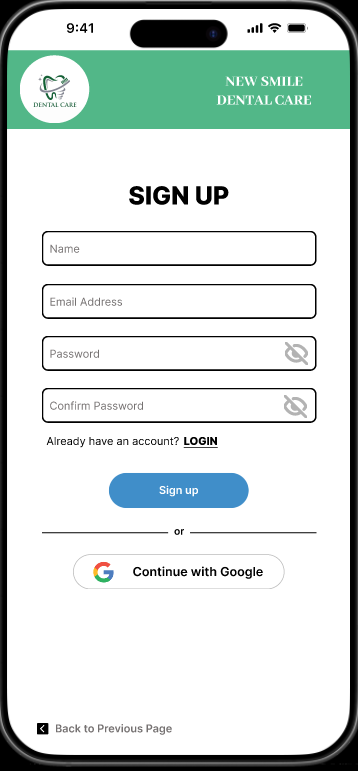 9:41
DENTAL CARE
NEW SMILE
DENTAL CARE
SIGN UP
Name
Email Address
Password
Confirm Password
Already have an account? LOGIN
Sign up
or
Continue with Google
Back to Previous Page